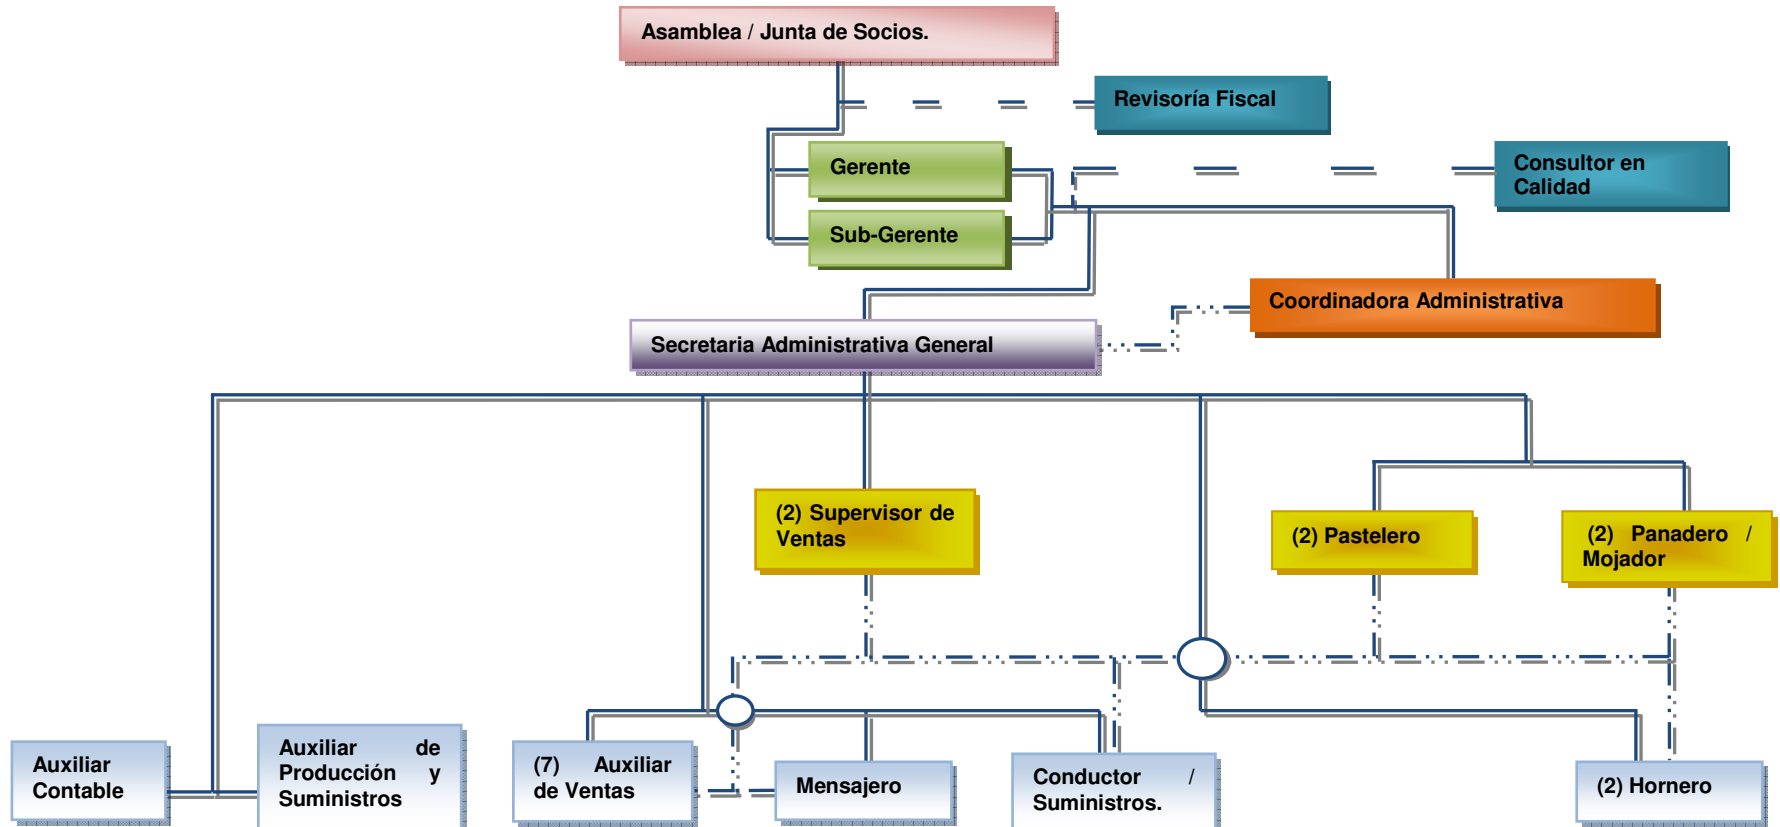 Asamblea / Junta de Socios.
Revisoría Fiscal
Gerente
Consultor en
Calidad
Sub-Gerente
Coordinadora Administrativa
Secretaria Administrativa General
(2) Supervisor de
Ventas
(2) Pastelero
(2) Panadero /
Mojador
Auxiliar
Contable
Auxiliar de
Producción y
Suministros
(7) Auxiliar
de Ventas
Mensajero
Conductor /
Suministros.
(2) Hornero